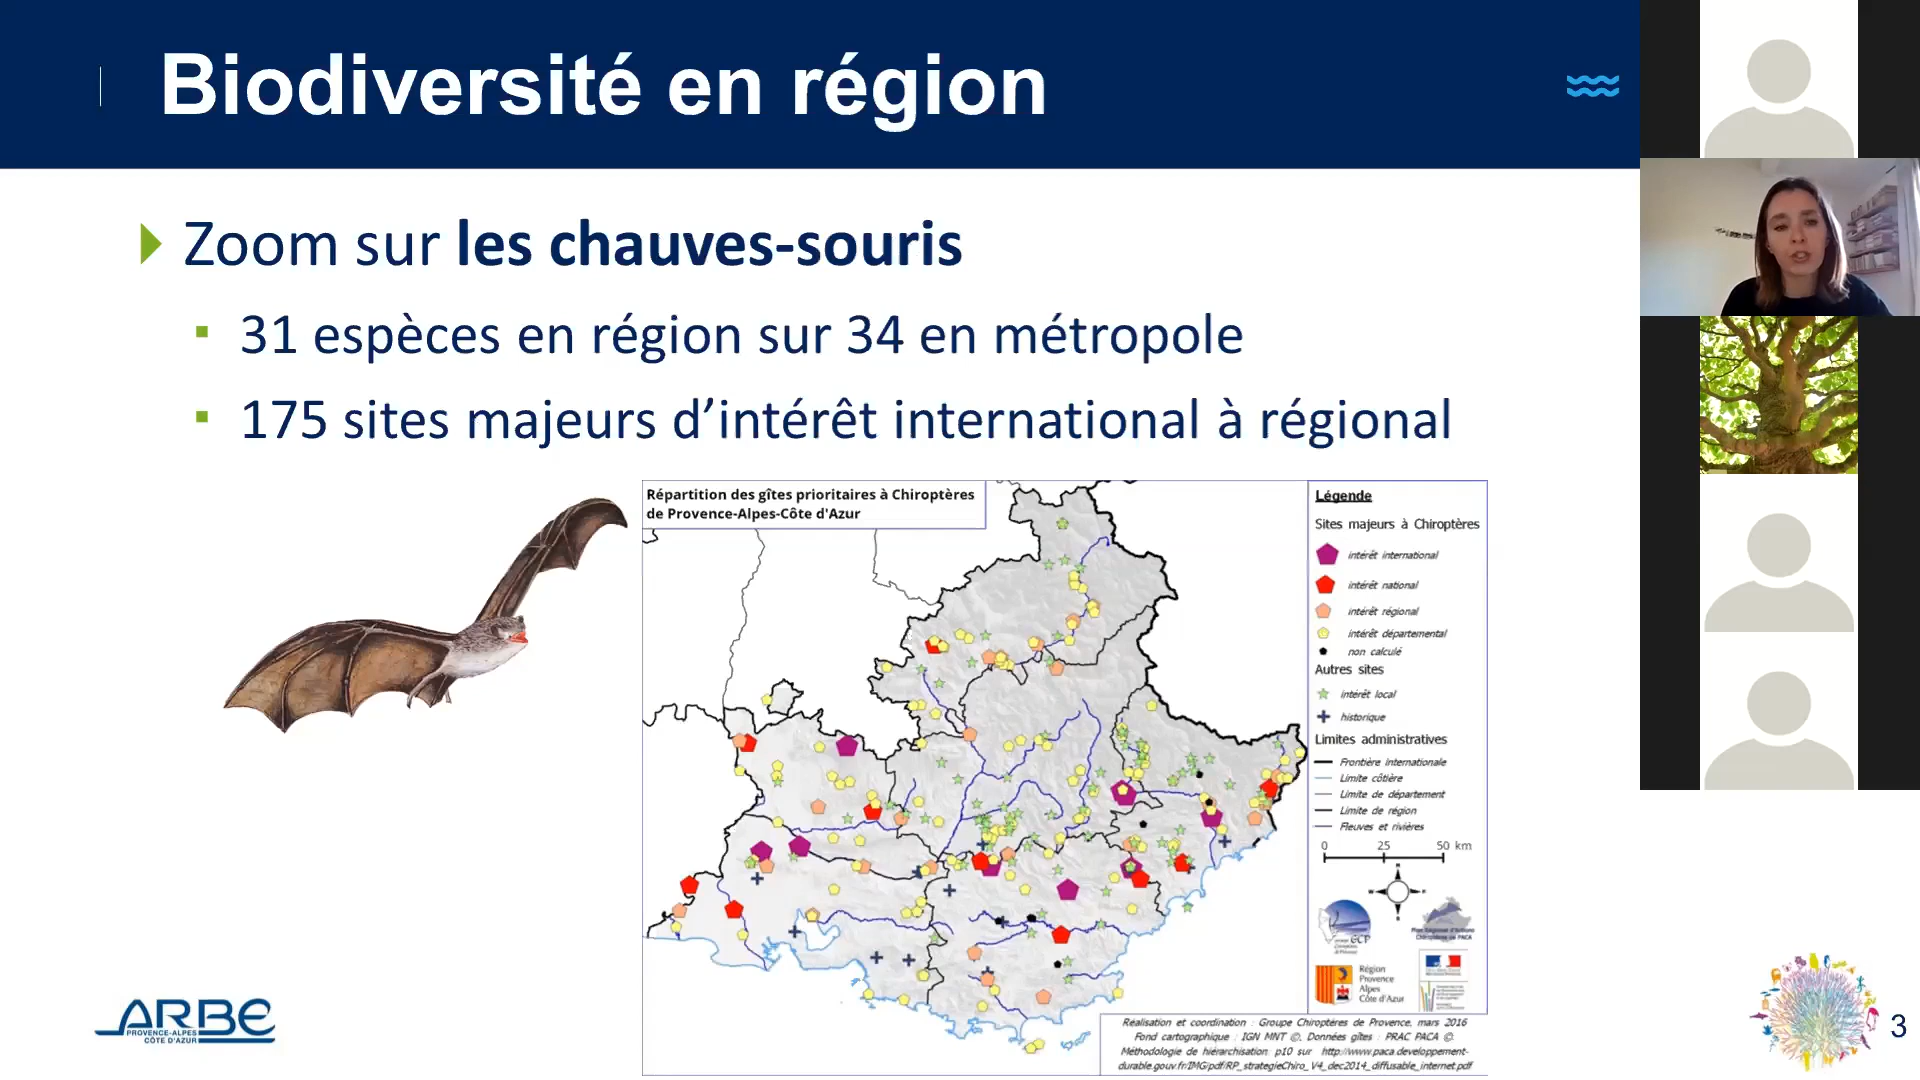 Biodiversité en région
Zoom sur les chauves-souris
31 espèces en région sur 34 en métropole
175 sites majeurs d’intérêt international à régional
Répartition des gîtes prioritaires à Chiroptères
de Provence-Alpes-Côte d'Azur
Légende
Sites majeurs à Chiroptères
intérêt international
intérêt national
intérêt régional
intérêt départemental
non calculé
Autres sites
intérêt local
historique
Limites administratives
Frontière internationale
Limite côtière
Limite de département
Limite de région
Fleuves et rivières
0 25 50 km
GCP
Région
Provence
Alpes
Côte d'Azur
Réalisation et coordination : Groupe Chiroptères de Provence, mars 2016
Fond cartographique : IGN MNT ©, Données gîtes : PRAC PACA ©
Méthodologie de hiérarchisation p10 sur http://www.paca.developpement-
durable.gouv.fr/IMG/pdf/RP_strategieChiro_V4_dec2014_diffusable_internet.pdf
ARBE
PROVENCE-ALPES
CÔTE D'AZUR
3